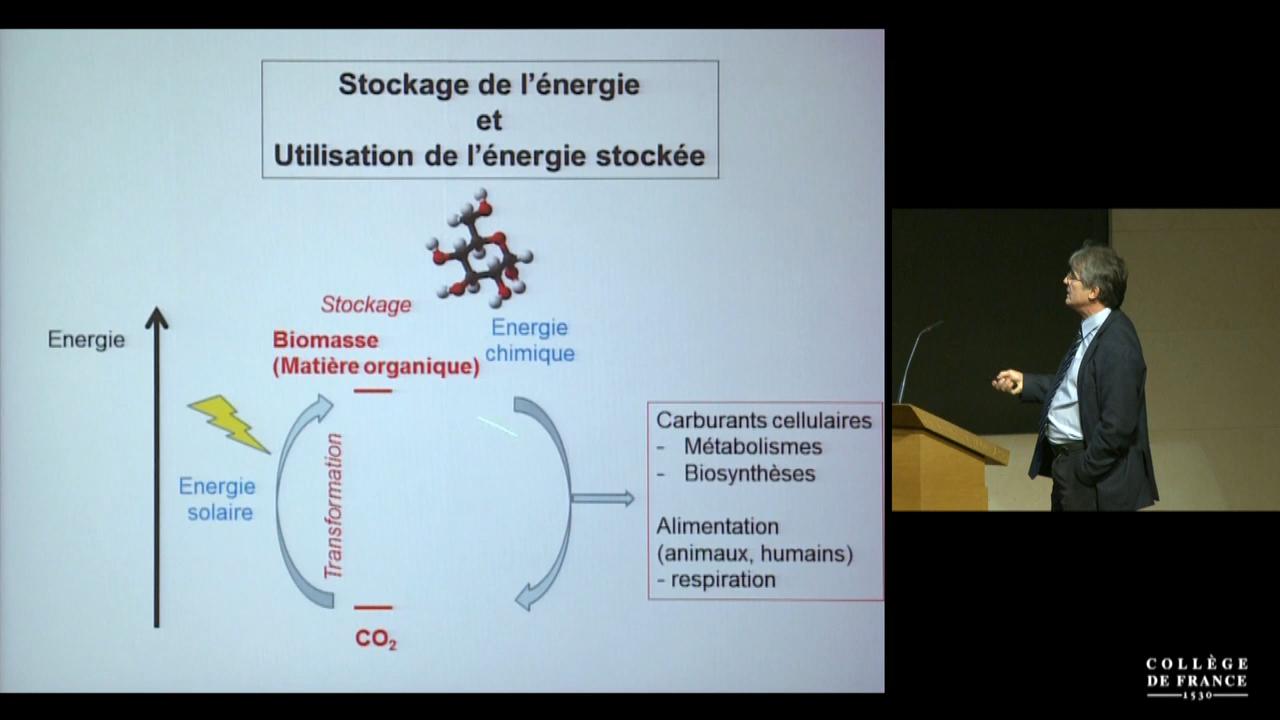 Stockage de l'énergie
et
Utilisation de l'énergie stockée
Stockage
Energie
Biomasse
(Matière organique)
Energie
chimique
Energie
solaire
Transformation
Carburants cellulaires
- Métabolismes
- Biosynthèses
Alimentation
(animaux, humains)
- respiration
CO₂
COLLÈGE
DE FRANCE
1530